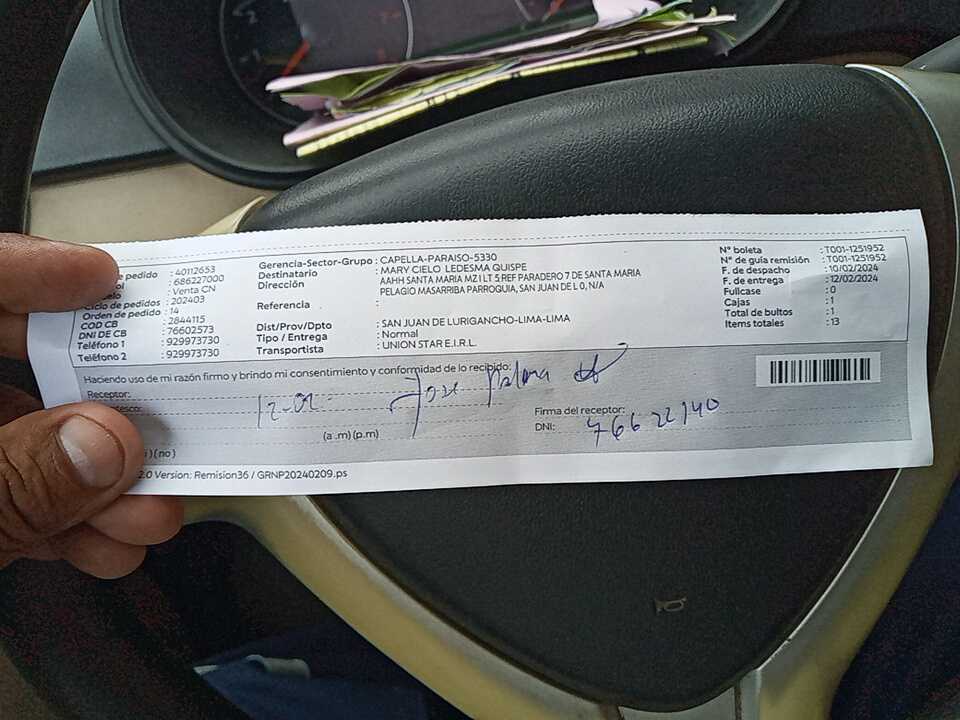 de pedido : 40112653
: 686227000
: Venta CN
Ciclo de pedidos : 202403
Orden de pedido : 14
COD CB : 2844115
DNI DE CB : 76602573
Teléfono 1 : 929973730
Teléfono 2 : 929973730
Gerencia-Sector-Grupo : CAPELLA-PARAISO-5330
Destinatario : MARY CIELO LEDESMA QUISPE
Dirección : AAHH SANTA MARIA MZ I LT 5 REF PARADERO 7 DE SANTA MARIA
PELAGIO MASARRIBA PARROQUIA, SAN JUAN DE L 0, N/A
Referencia :
Dist/Prov/Dpto : SAN JUAN DE LURIGANCHO-LIMA-LIMA
Tipo / Entrega : Normal
Transportista : UNION STAR E.I.R.L.
N° boleta : T001-1251952
N° de guía remisión : T001-1251952
F. de despacho : 10/02/2024
F. de entrega : 12/02/2024
Fullcase : 0
Cajas : 1
Total de bultos : 1
Items totales : 13
Haciendo uso de mi razón firmo y brindo mi consentimiento y conformidad de lo recibido:
Receptor:
12-02- Jose Paloma
(a .m) (p.m)
Firma del receptor:
DNI: 76622140
) ( no )
2.0 Version: Remision36 / GRNP20240209.ps